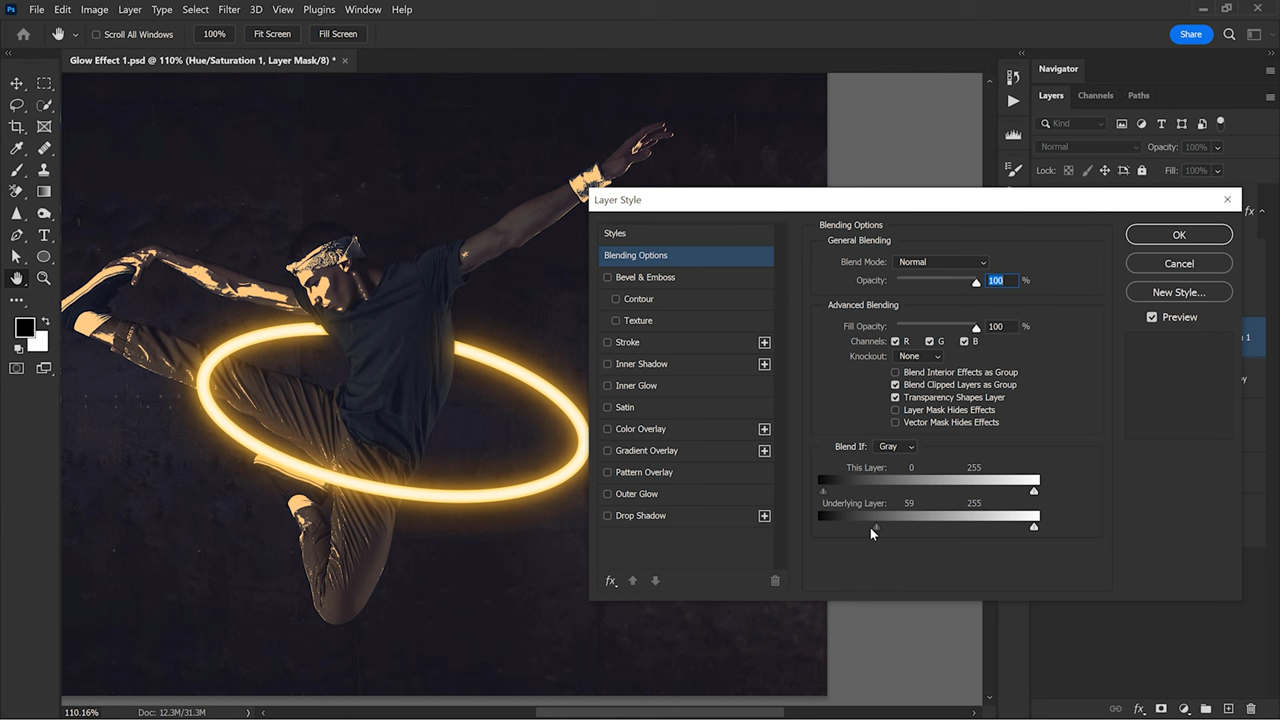 Ps File Edit Image Layer Type Select Filter 3D View Plugins Window Help
Scroll All Windows 100% Fit Screen Fill Screen Share
Glow Effect 1.psd @ 110% (Hue/Saturation 1, Layer Mask/8) * ×
Navigator
Layers Channels Paths
Kind
Normal Opacity: 100%
Lock: Fill: 100%
Layer Style
fx
Styles
Blending Options
Bevel & Emboss
Contour
Texture
Stroke
Inner Shadow
Inner Glow
Satin
Color Overlay
Gradient Overlay
Pattern Overlay
Outer Glow
Drop Shadow
fx
Blending Options
General Blending
Blend Mode: Normal
Opacity: 100 %
Advanced Blending
Fill Opacity: 100 %
Channels: R G B
Knockout: None
Blend Interior Effects as Group
Blend Clipped Layers as Group
Transparency Shapes Layer
Layer Mask Hides Effects
Vector Mask Hides Effects
Blend If: Gray
This Layer: 0 255
Underlying Layer: 59 255
OK
Cancel
New Style...
Preview
1
110.16% Doc: 12.3M/31.3M
fx